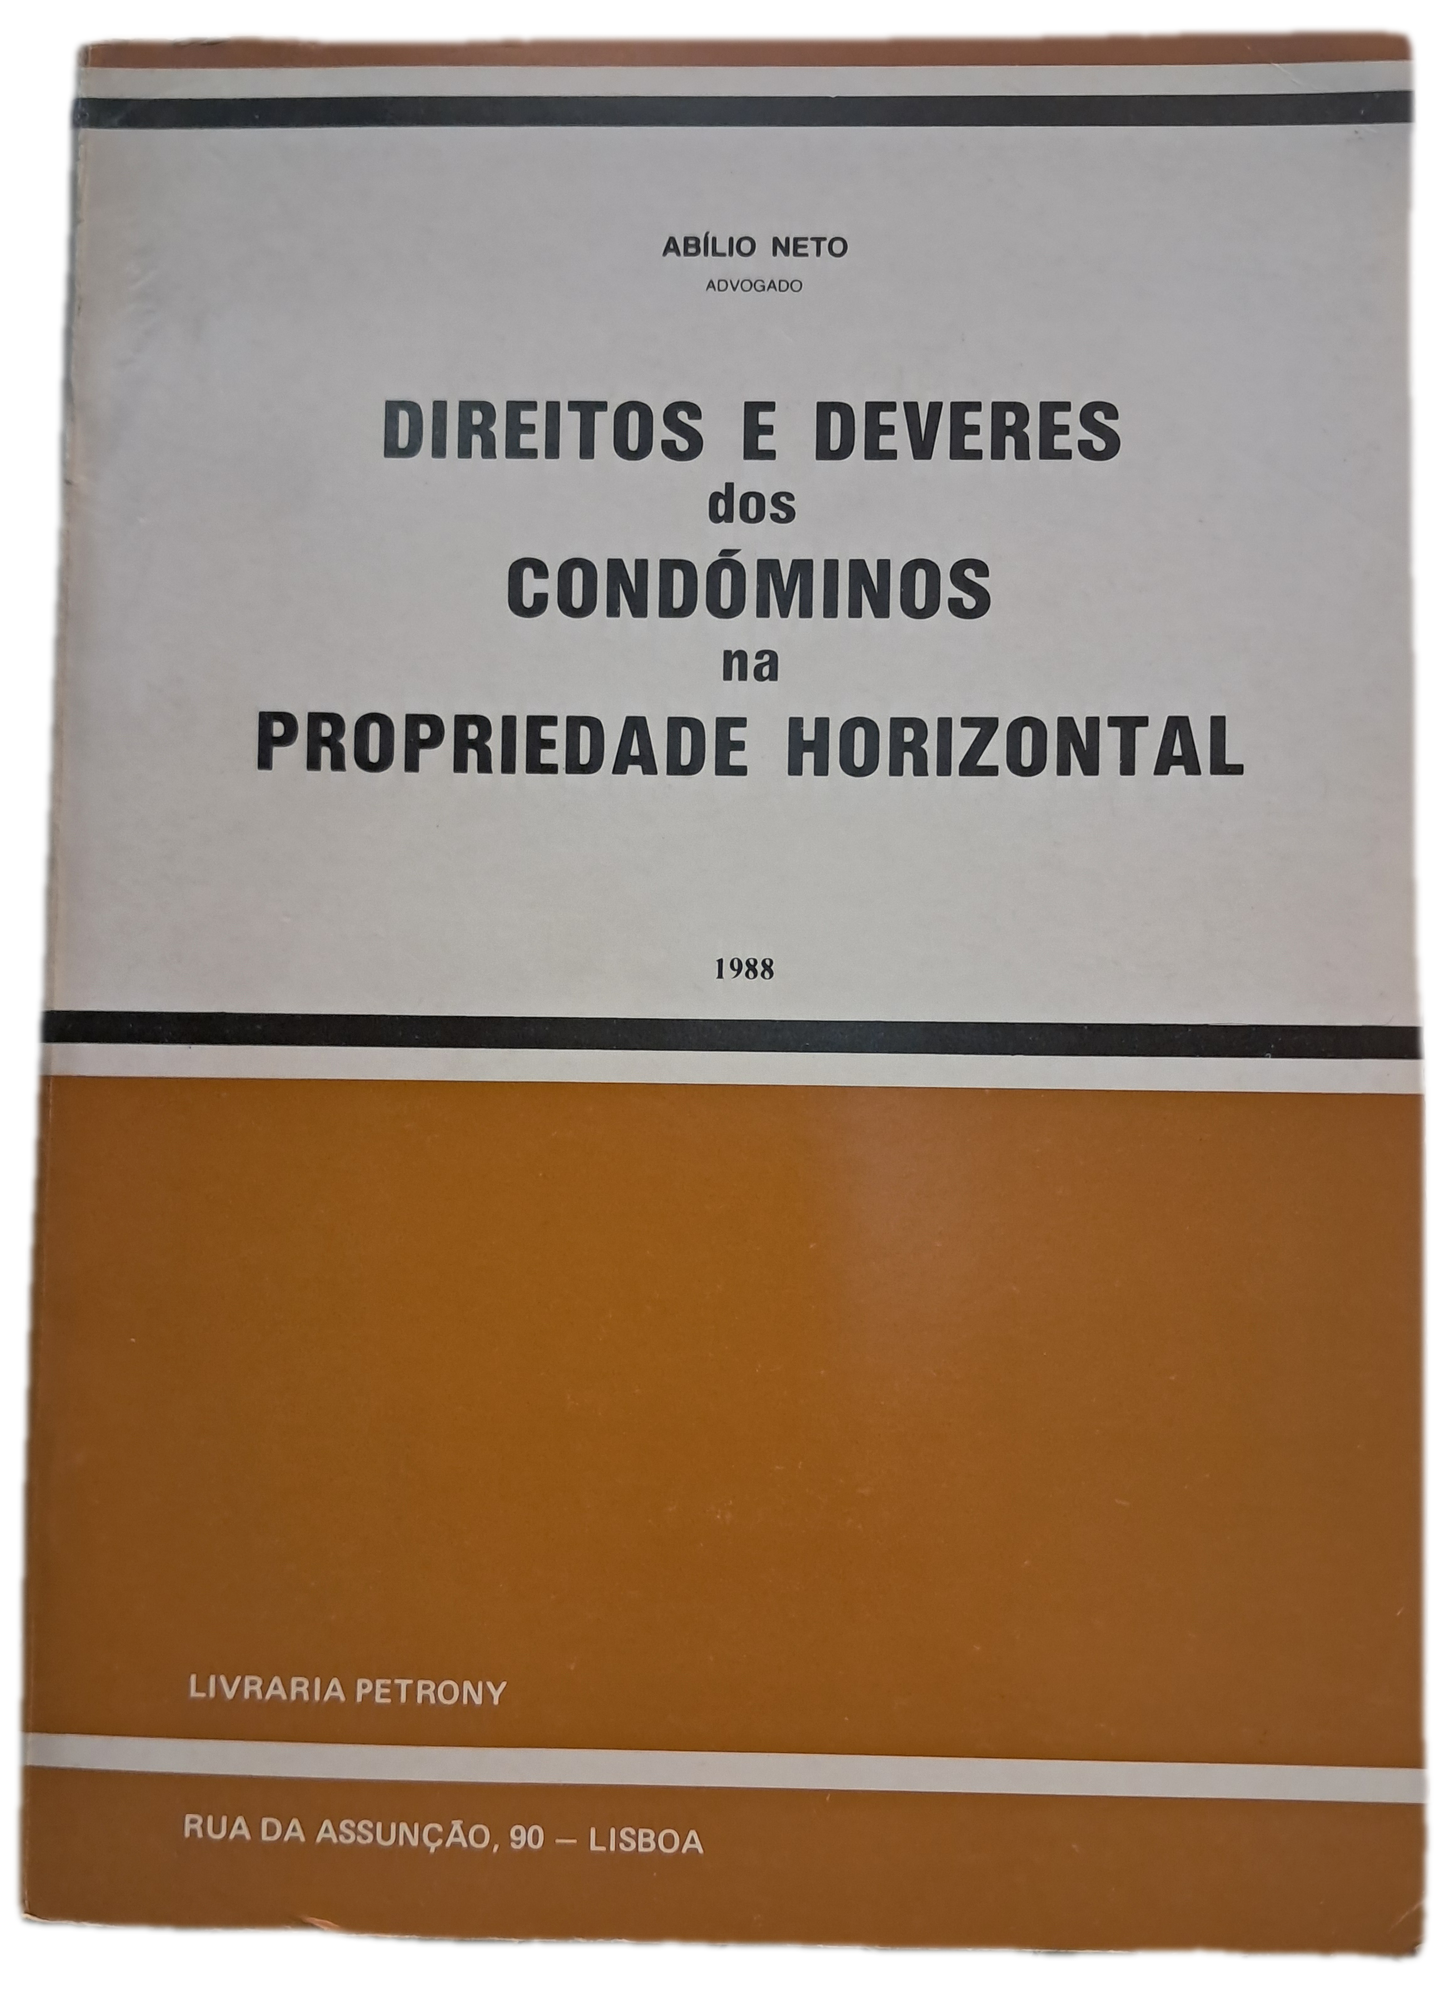 ABÍLIO NETO
ADVOGADO
DIREITOS E DEVERES
dos
CONDÓMINOS
na
PROPRIEDADE HORIZONTAL
1988
LIVRARIA PETRONY
RUA DA ASSUNÇÃO, 90 – LISBOA